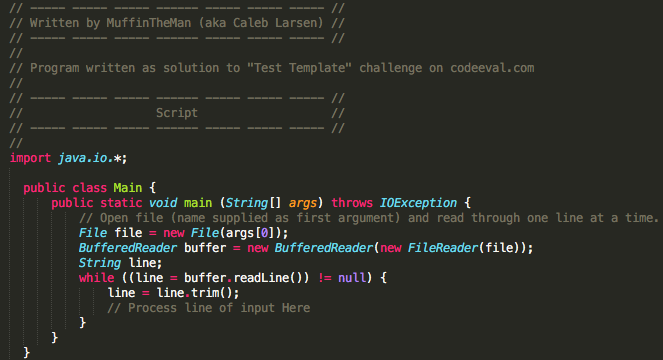 // ----- ----- ----- ----- ----- ----- //
// Written by MuffinTheMan (aka Caleb Larsen) //
// ----- ----- ----- ----- ----- ----- //
//
// Program written as solution to "Test Template" challenge on codeeval.com
//
// ----- ----- ----- ----- ----- ----- //
// Script //
// ----- ----- ----- ----- ----- ----- //
//
import java.io.*;
public class Main {
public static void main (String[] args) throws IOException {
// Open file (name supplied as first argument) and read through one line at a time.
File file = new File(args[0]);
BufferedReader buffer = new BufferedReader(new FileReader(file));
String line;
while ((line = buffer.readLine()) != null) {
line = line.trim();
// Process line of input Here
}
}
}